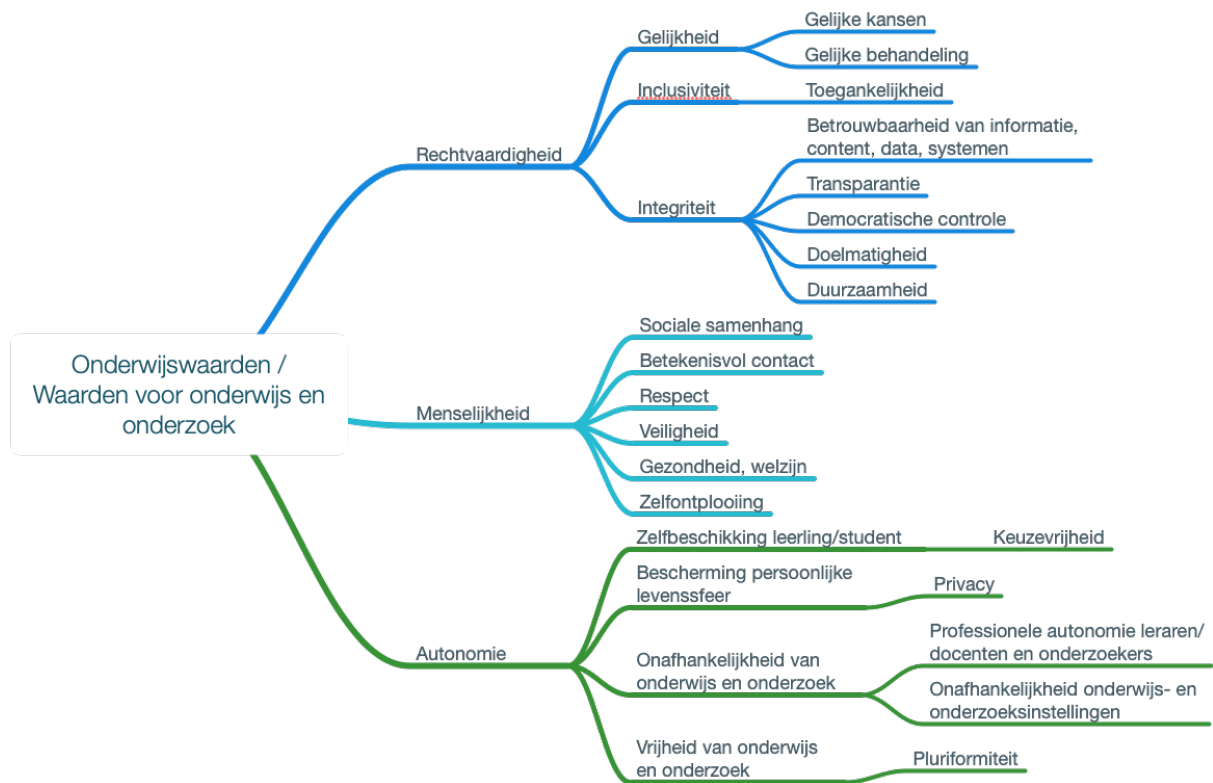 Onderwijswaarden /
Waarden voor onderwijs en
onderzoek
Rechtvaardigheid
Gelijkheid
Gelijke kansen
Gelijke behandeling
Inclusiviteit
Toegankelijkheid
Integriteit
Betrouwbaarheid van informatie,
content, data, systemen
Transparantie
Democratische controle
Doelmatigheid
Duurzaamheid
Menselijkheid
Sociale samenhang
Betekenisvol contact
Respect
Veiligheid
Gezondheid, welzijn
Zelfontplooiing
Autonomie
Zelfbeschikking leerling/student
Keuzevrijheid
Bescherming persoonlijke
levenssfeer
Privacy
Onafhankelijkheid van
onderwijs en onderzoek
Professionele autonomie leraren/
docenten en onderzoekers
Onafhankelijkheid onderwijs- en
onderzoeksinstellingen
Vrijheid van onderwijs
en onderzoek
Pluriformiteit